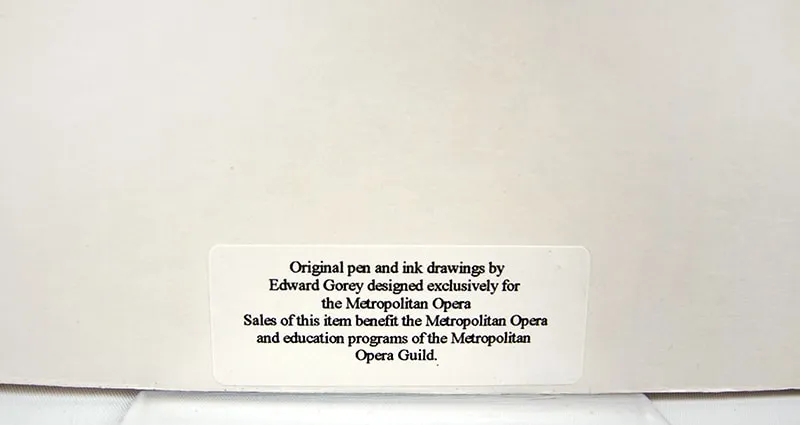 Original pen and ink drawings by
Edward Gorey designed exclusively for
the Metropolitan Opera
Sales of this item benefit the Metropolitan Opera
and education programs of the Metropolitan
Opera Guild.